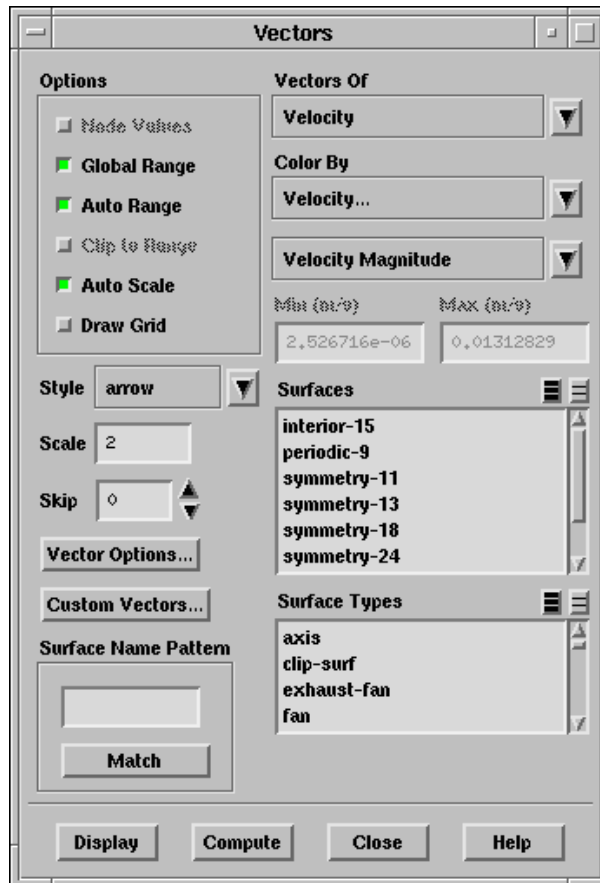 Vectors
Options
Node Values
Global Range
Auto Range
Clip to Range
Auto Scale
Draw Grid
Style arrow
Scale 2
Skip 0
Vector Options...
Custom Vectors...
Surface Name Pattern
Match
Vectors Of
Velocity
Color By
Velocity...
Velocity Magnitude
Min (m/s) Max (m/s)
2.526716e-06 0.01312829
Surfaces
interior-15
periodic-9
symmetry-11
symmetry-13
symmetry-18
symmetry-24
Surface Types
axis
clip-surf
exhaust-fan
fan
Display Compute Close Help